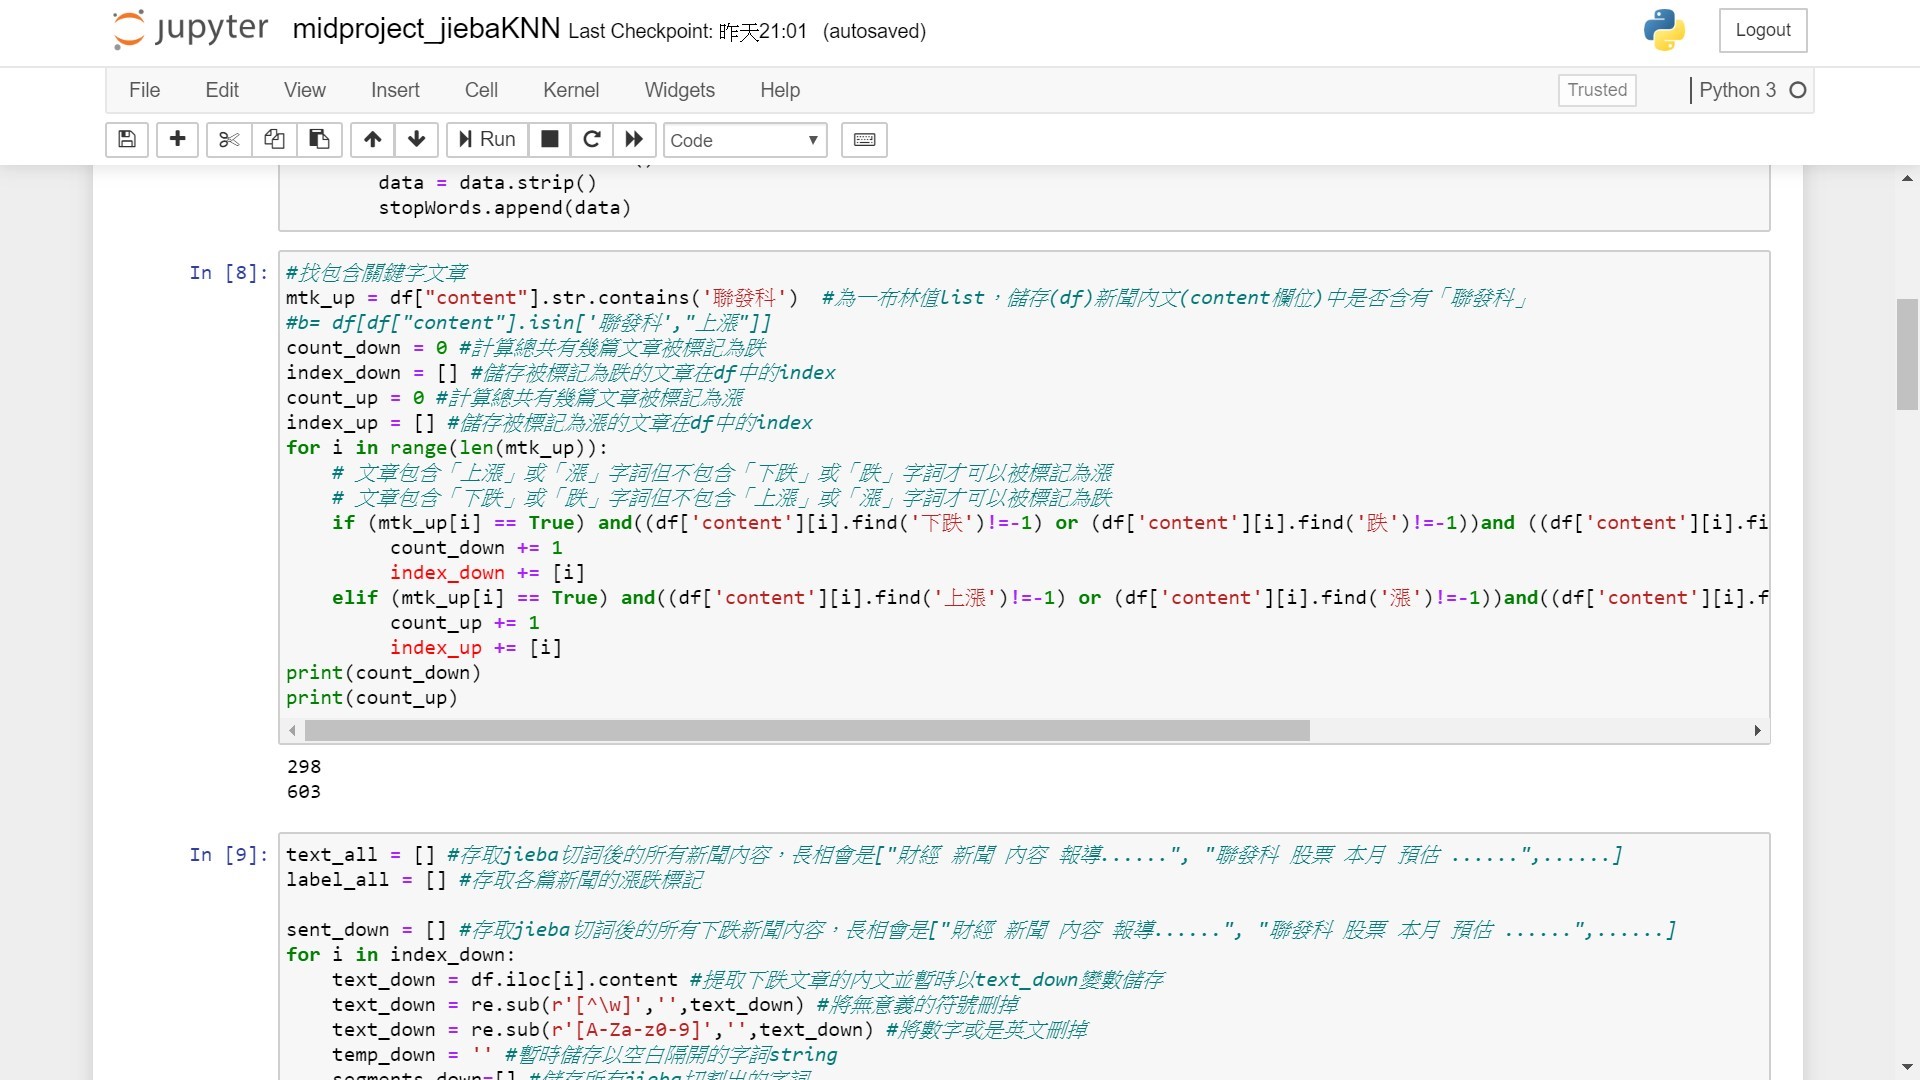 jupyter midproject_jiebaKNN Last Checkpoint: 昨天21:01 (autosaved) Logout
File Edit View Insert Cell Kernel Widgets Help Trusted Python 3
Run Code
data = data.strip()
stopWords.append(data)
In [8]: #找包含關鍵字文章
mtk_up = df["content"].str.contains('聯發科') #為一布林值list，儲存(df)新聞內文(content欄位)中是否含有「聯發科」
#b= df[df["content"].isin['聯發科',"上漲"]]
count_down = 0 #計算總共有幾篇文章被標記為跌
index_down = [] #儲存被標記為跌的文章在df中的index
count_up = 0 #計算總共有幾篇文章被標記為漲
index_up = [] #儲存被標記為漲的文章在df中的index
for i in range(len(mtk_up)):
# 文章包含「上漲」或「漲」字詞但不包含「下跌」或「跌」字詞才可以被標記為漲
# 文章包含「下跌」或「跌」字詞但不包含「上漲」或「漲」字詞才可以被標記為跌
if (mtk_up[i] == True) and((df['content'][i].find('下跌')!=-1) or (df['content'][i].find('跌')!=-1))and ((df['content'][i].fi
count_down += 1
index_down += [i]
elif (mtk_up[i] == True) and((df['content'][i].find('上漲')!=-1) or (df['content'][i].find('漲')!=-1))and((df['content'][i].f
count_up += 1
index_up += [i]
print(count_down)
print(count_up)
298
603
In [9]: text_all = [] #存取jieba切詞後的所有新聞內容，長相會是["財經 新聞 內容 報導......", "聯發科 股票 本月 預估 ......",......]
label_all = [] #存取各篇新聞的漲跌標記
sent_down = [] #存取jieba切詞後的所有下跌新聞內容，長相會是["財經 新聞 內容 報導......", "聯發科 股票 本月 預估 ......",......]
for i in index_down:
text_down = df.iloc[i].content #提取下跌文章的內文並暫時以text_down變數儲存
text_down = re.sub(r'[^\w]','',text_down) #將無意義的符號刪掉
text_down = re.sub(r'[A-Za-z0-9]','',text_down) #將數字或是英文刪掉
temp_down = '' #暫時儲存以空白隔開的字詞string
segments_down=[] #儲存所有jieba切割出的字詞